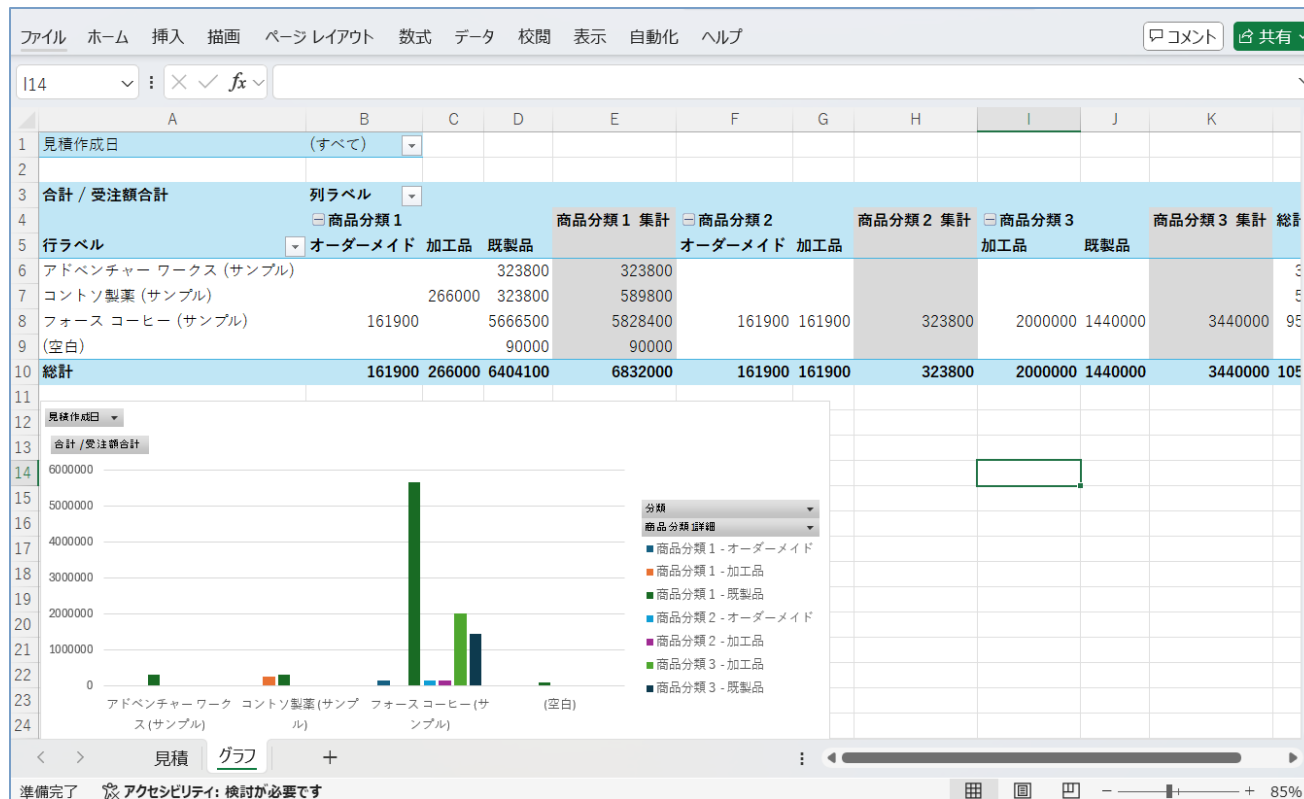 ファイル ホーム 挿入 描画 ページ レイアウト 数式 データ 校閲 表示 自動化 ヘルプ コメント 共有
I14 fx
A B C D E F G H I J K
1 見積作成日 (すべて)
2
3 合計 / 受注額合計 列ラベル
4 商品分類1 商品分類1 集計 商品分類2 商品分類2 集計 商品分類3 商品分類3 集計
5 行ラベル オーダーメイド 加工品 既製品 オーダーメイド 加工品 加工品 既製品
6 アドベンチャー ワークス (サンプル) 323800 323800
7 コントソ製薬 (サンプル) 266000 323800 589800
8 フォース コーヒー (サンプル) 161900 5666500 5828400 161900 161900 323800 2000000 1440000 3440000
9 (空白) 90000 90000
10 総計 161900 266000 6404100 6832000 161900 161900 323800 2000000 1440000 3440000
11
12 見積作成日
13 合計 /受注額合計
14 6000000
15 5000000
16 分類
商品分類1詳細
17 4000000 商品分類1 - オーダーメイド
18 3000000 商品分類1 - 加工品
19 商品分類1 - 既製品
20 2000000 商品分類2 - オーダーメイド
21 1000000 商品分類2 - 加工品
22 0 商品分類3 - 加工品
23 アドベンチャー ワーク コントソ製薬 (サンプ フォース コーヒー (サ (空白) 商品分類3 - 既製品
24 ス (サンプル) ル) ンプル)
見積 グラフ +
準備完了 アクセシビリティ: 検討が必要です − + 85%